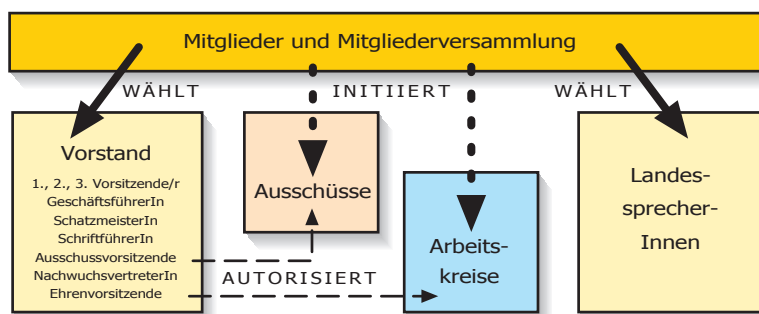 Mitglieder und Mitgliederversammlung
WÄHLT
INITIIERT
WÄHLT
Vorstand
1., 2., 3. Vorsitzende/r
GeschäftsführerIn
SchatzmeisterIn
SchriftführerIn
Ausschussvorsitzende
NachwuchsvertreterIn
Ehrenvorsitzende
Ausschüsse
AUTORISIERT
Arbeits-
kreise
Landes-
sprecher-
Innen